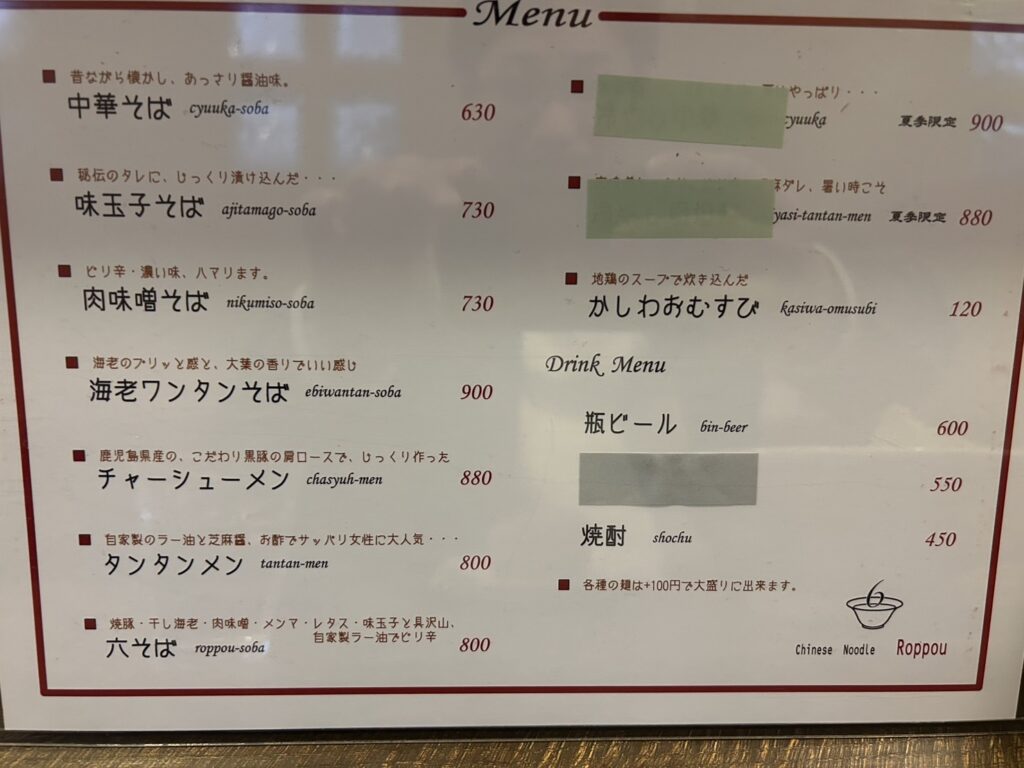 Menu
昔ながら懐かし、あっさり醤油味。
中華そば cyuuka-soba 630
秘伝のタレに、じっくり漬け込んだ・・・
味玉子そば ajitamago-soba 730
ピリ辛・濃い味、ハマります。
肉味噌そば nikumiso-soba 730
海老のプリッと感と、大葉の香りでいい感じ
海老ワンタンそば ebiwantan-soba 900
鹿児島県産の、こだわり黒豚の肩ロースで、じっくり作った
チャーシューメン chasyuh-men 880
自家製のラー油と芝麻醤、お酢でサッパリ女性に大人気・・・
タンタンメン tantan-men 800
焼豚・干し海老・肉味噌・メンマ・レタス・味玉子と具沢山、
自家製ラー油でピリ辛
六そば roppou-soba 800
やっぱり・・・
cyuuka 夏季限定 900
麻ダレ、暑い時こそ
yasi-tantan-men 夏季限定 880
地鶏のスープで炊き込んだ
かしわおむすび kasiwa-omusubi 120
Drink Menu
瓶ビール bin-beer 600
550
焼酎 shochu 450
各種の麺は+100円で大盛りに出来ます。
6
Chinese Noodle Roppou